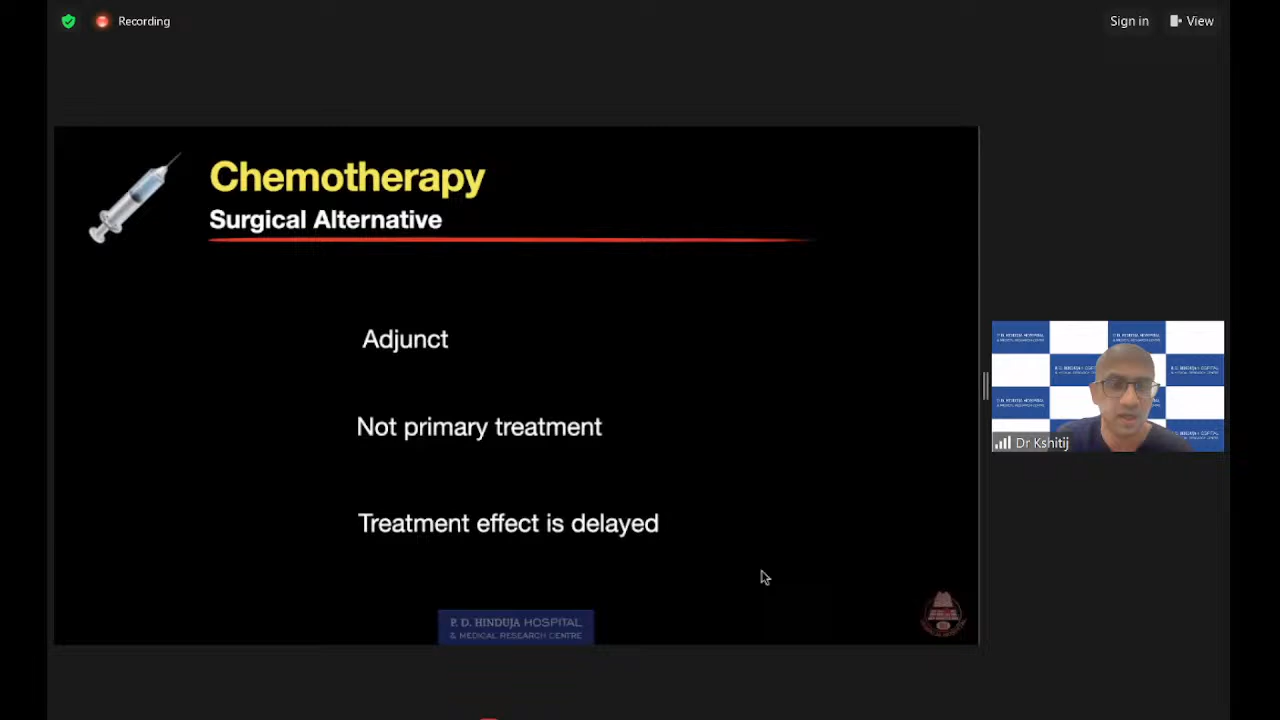 Recording
Sign in
View
Chemotherapy
Surgical Alternative
Adjunct
Not primary treatment
Treatment effect is delayed
P. D. HINDUJA HOSPITAL
& MEDICAL RESEARCH CENTRE
Dr Kshitij